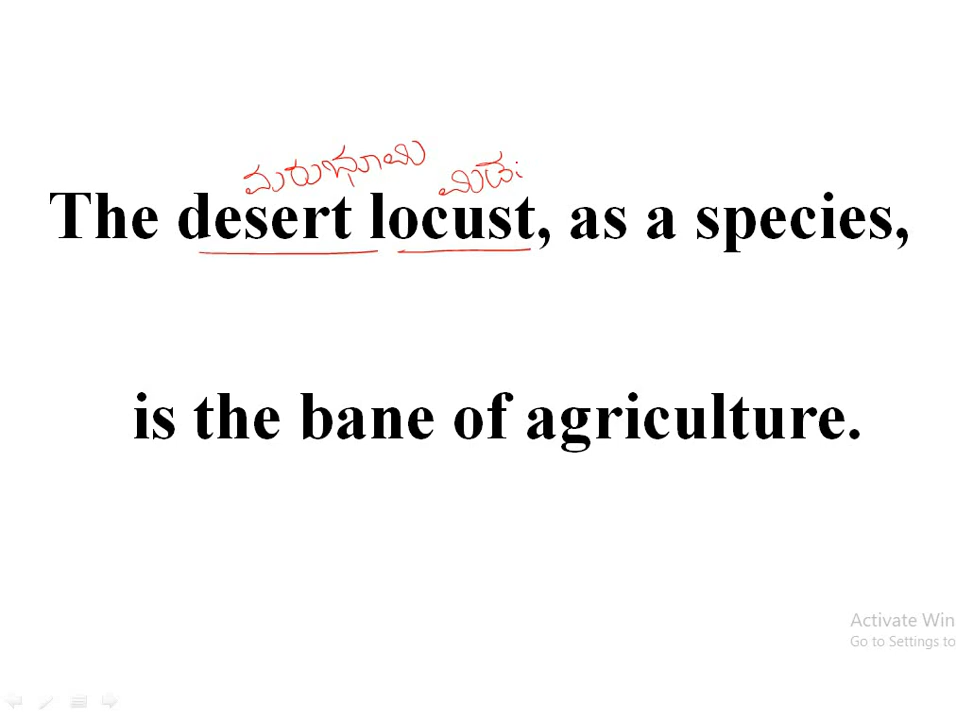 ಮರುಭೂಮಿ ಮಿಡ
The desert locust, as a species,
is the bane of agriculture.
Activate Win
Go to Settings to